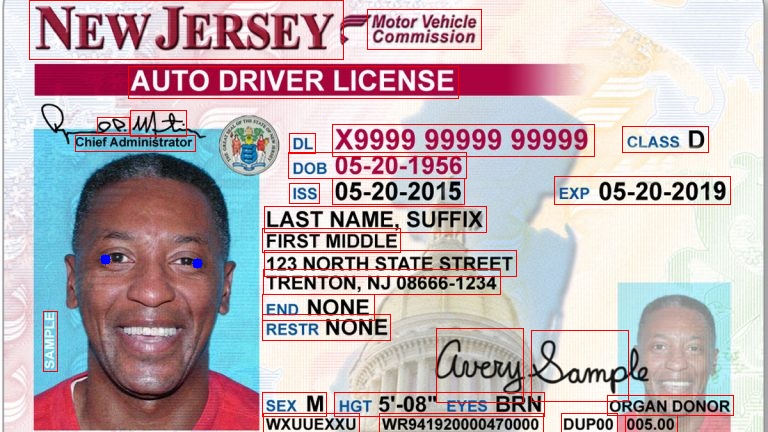 NEW JERSEY Motor Vehicle
Commission
AUTO DRIVER LICENSE
Chief Administrator
DL X9999 99999 99999 CLASS D
DOB 05-20-1956
ISS 05-20-2015 EXP 05-20-2019
LAST NAME, SUFFIX
FIRST MIDDLE
123 NORTH STATE STREET
TRENTON, NJ 08666-1234
END NONE
RESTR NONE
SAMPLE
Avery Sample
SEX M HGT 5'-08" EYES BRN ORGAN DONOR
WXUUEXXU WR941920000470000 DUP00 005.00